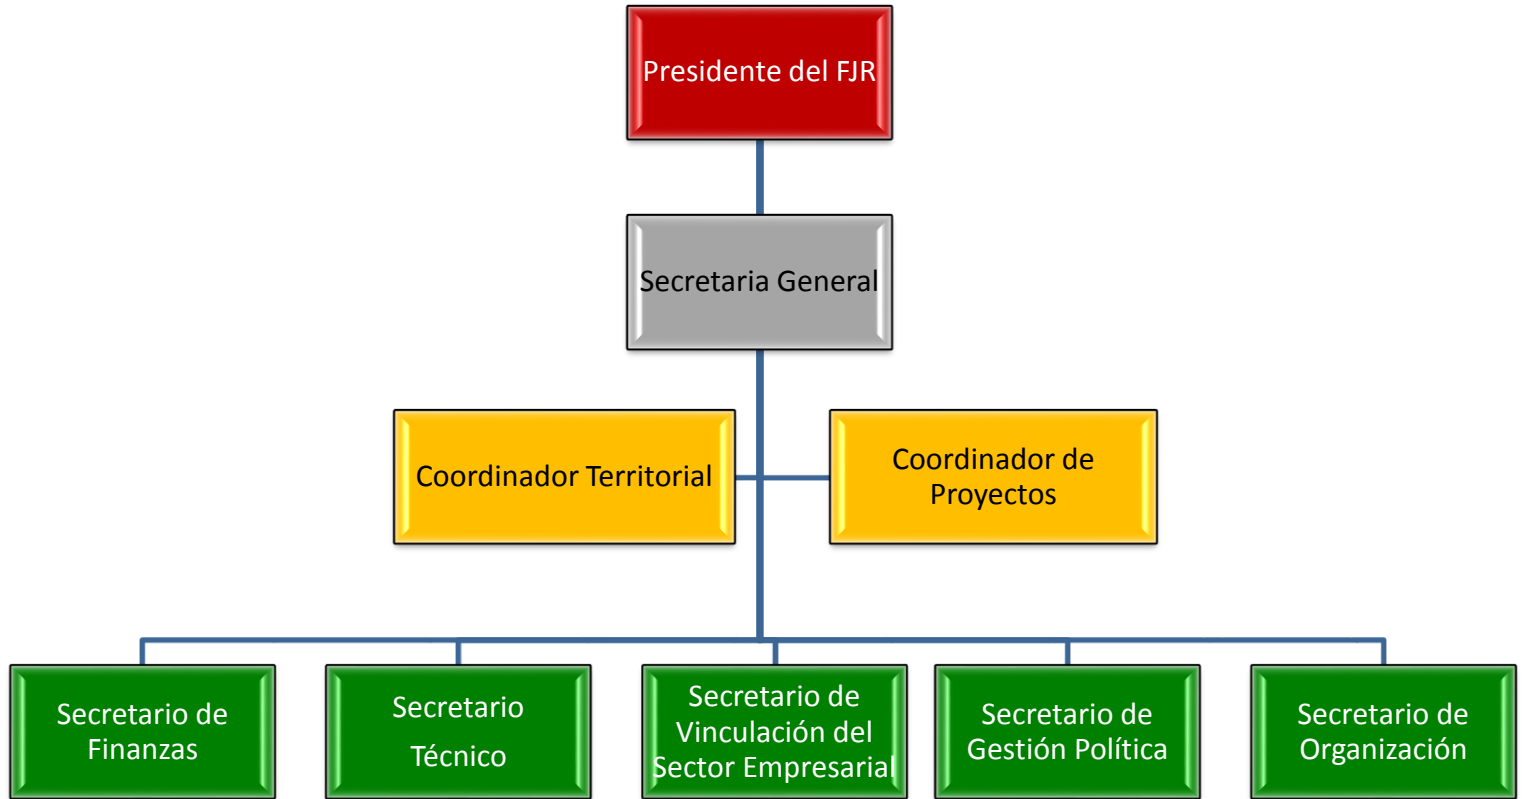 Presidente del FJR
Secretaria General
Coordinador Territorial
Coordinador de
Proyectos
Secretario de
Finanzas
Secretario
Técnico
Secretario de
Vinculación del
Sector Empresarial
Secretario de
Gestión Política
Secretario de
Organización